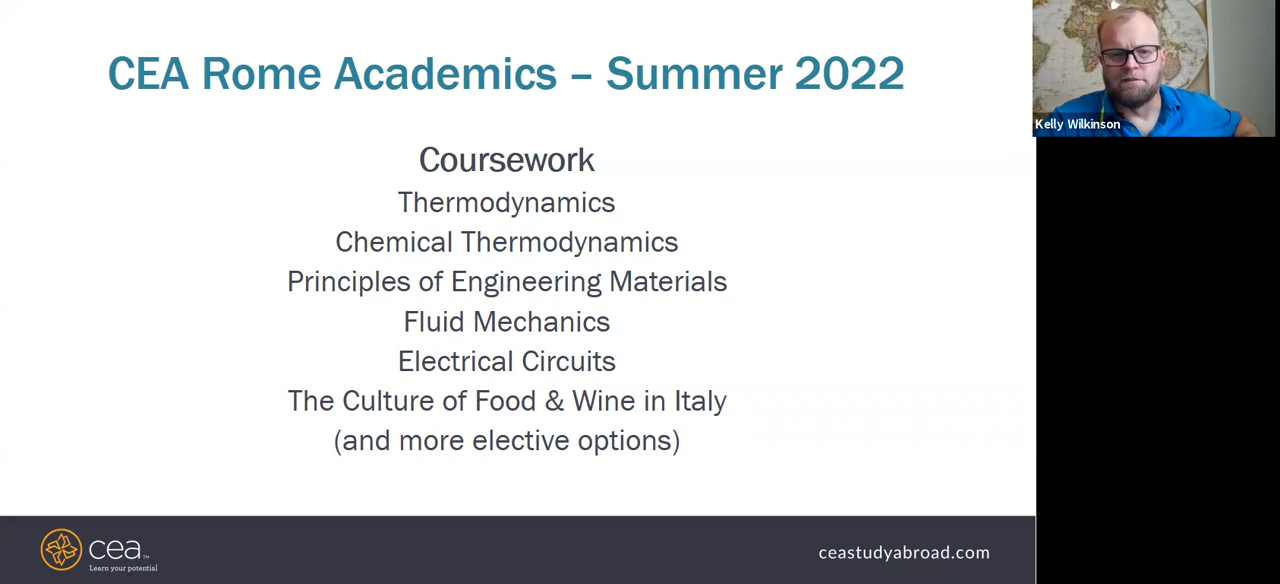 CEA Rome Academics – Summer 2022
Coursework
Thermodynamics
Chemical Thermodynamics
Principles of Engineering Materials
Fluid Mechanics
Electrical Circuits
The Culture of Food & Wine in Italy
(and more elective options)
Kelly Wilkinson
cea™
Learn your potential
ceastudyabroad.com